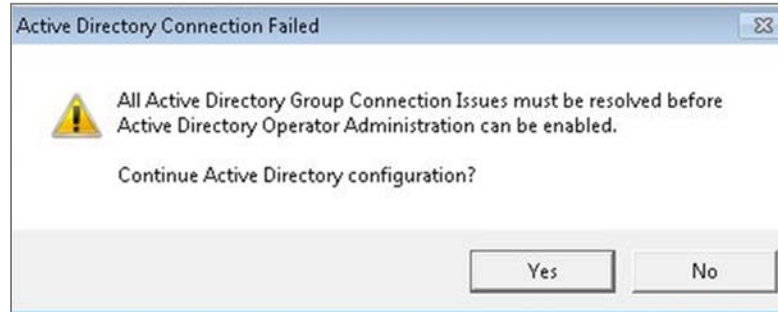 Active Directory Connection Failed
All Active Directory Group Connection Issues must be resolved before
Active Directory Operator Administration can be enabled.
Continue Active Directory configuration?
Yes No